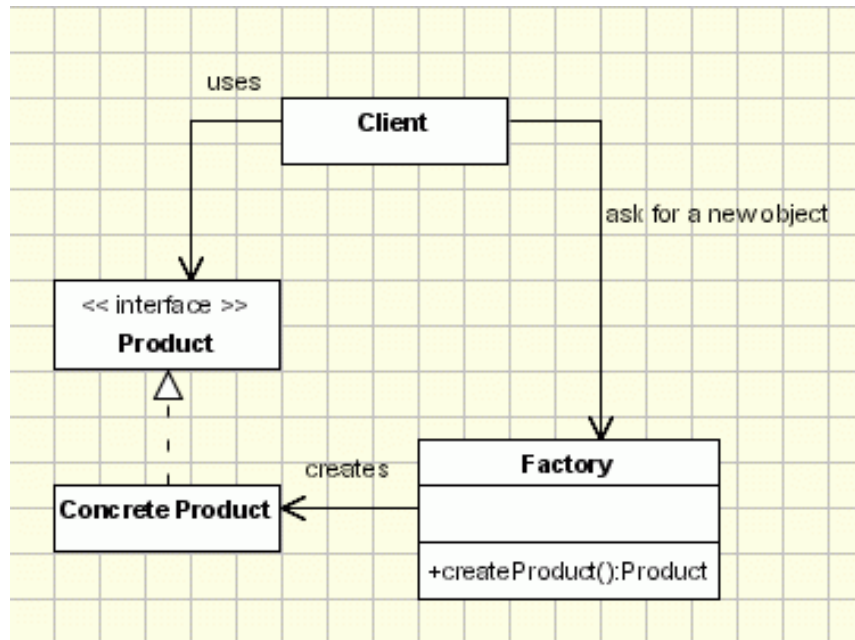 uses
Client
ask for a new object
<< interface >>
Product
creates
Factory
Concrete Product
+createProduct():Product